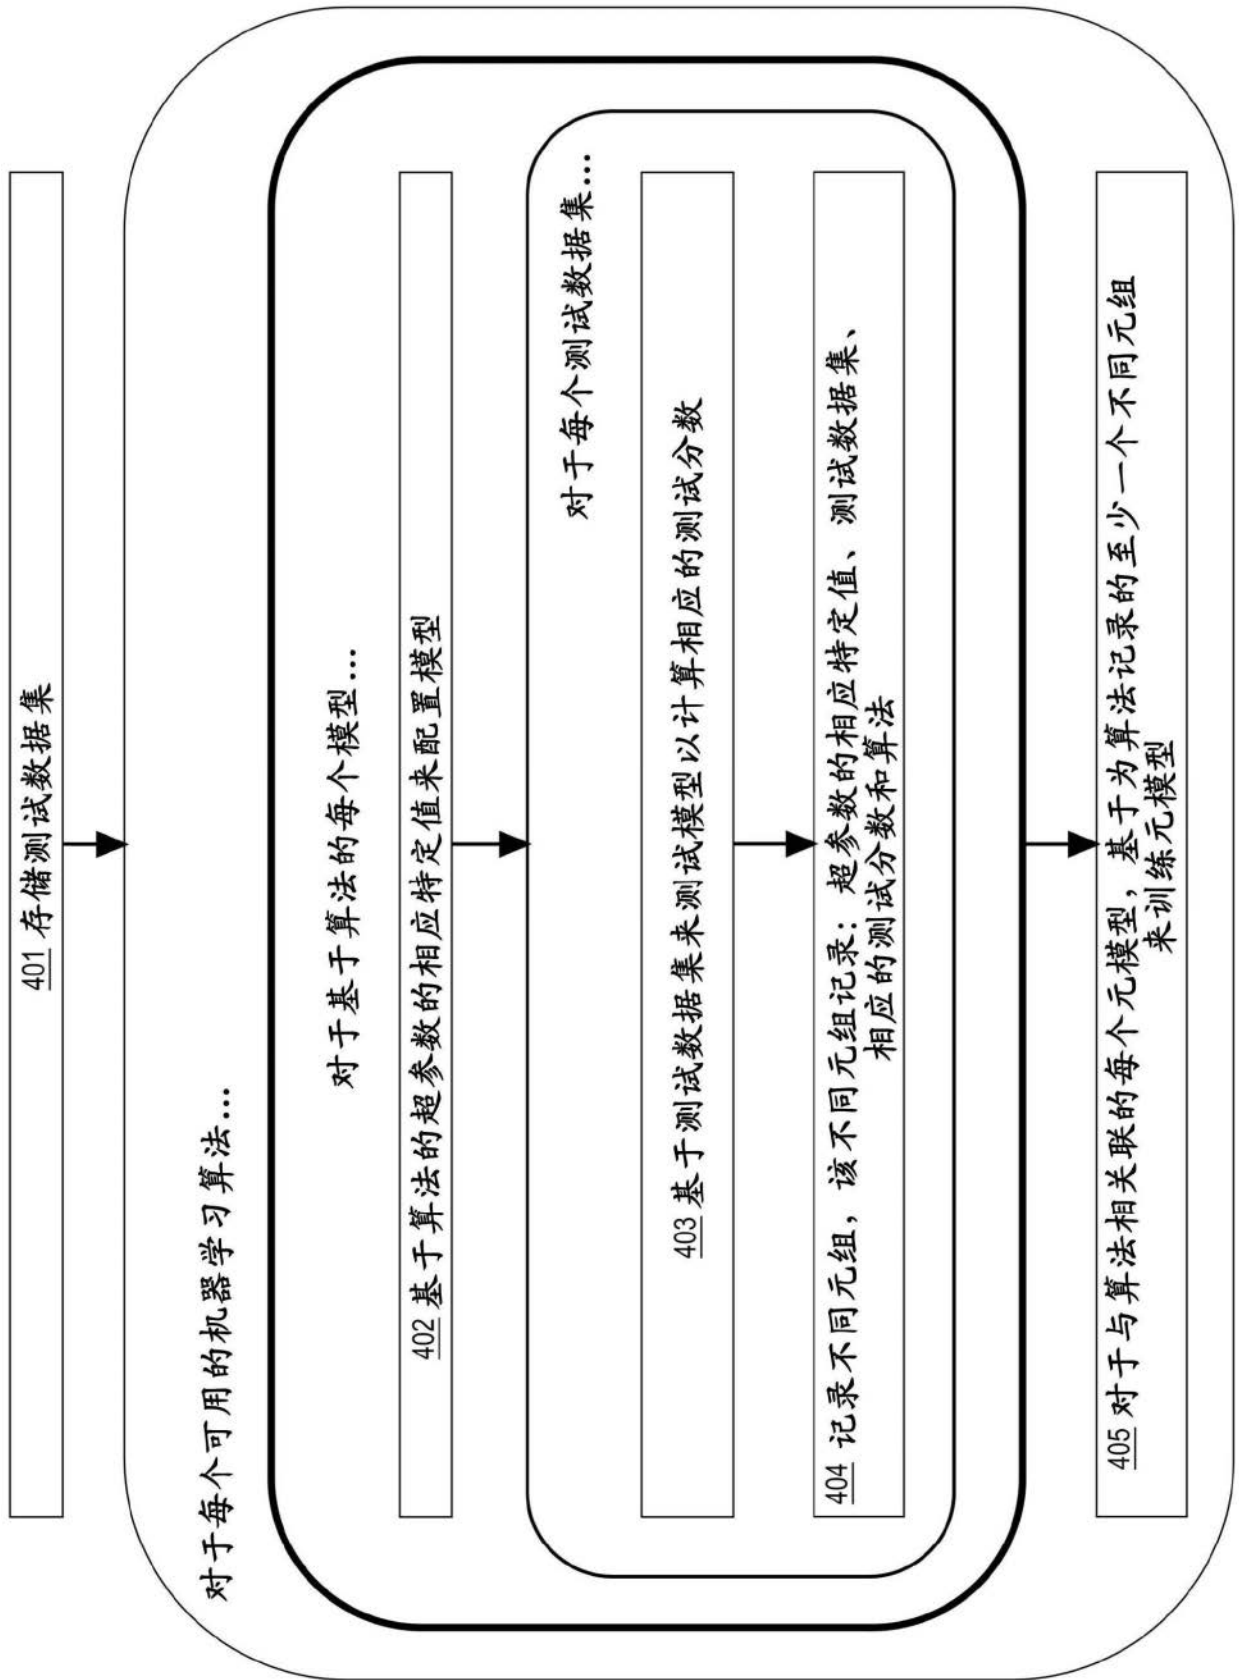 401 存储测试数据集
对于每个可用的机器学习算法...
对于基于算法的每个模型...
402 基于算法的超参数的相应特定值来配置模型
对于每个测试数据集...
403 基于测试数据集来测试模型以计算相应的测试分数
404 记录不同元组，该不同元组记录：超参数的相应特定值、测试数据集、
相应的测试分数和算法
405 对于与算法相关联的每个元模型，基于为算法记录的至少一个不同元组
来训练元模型